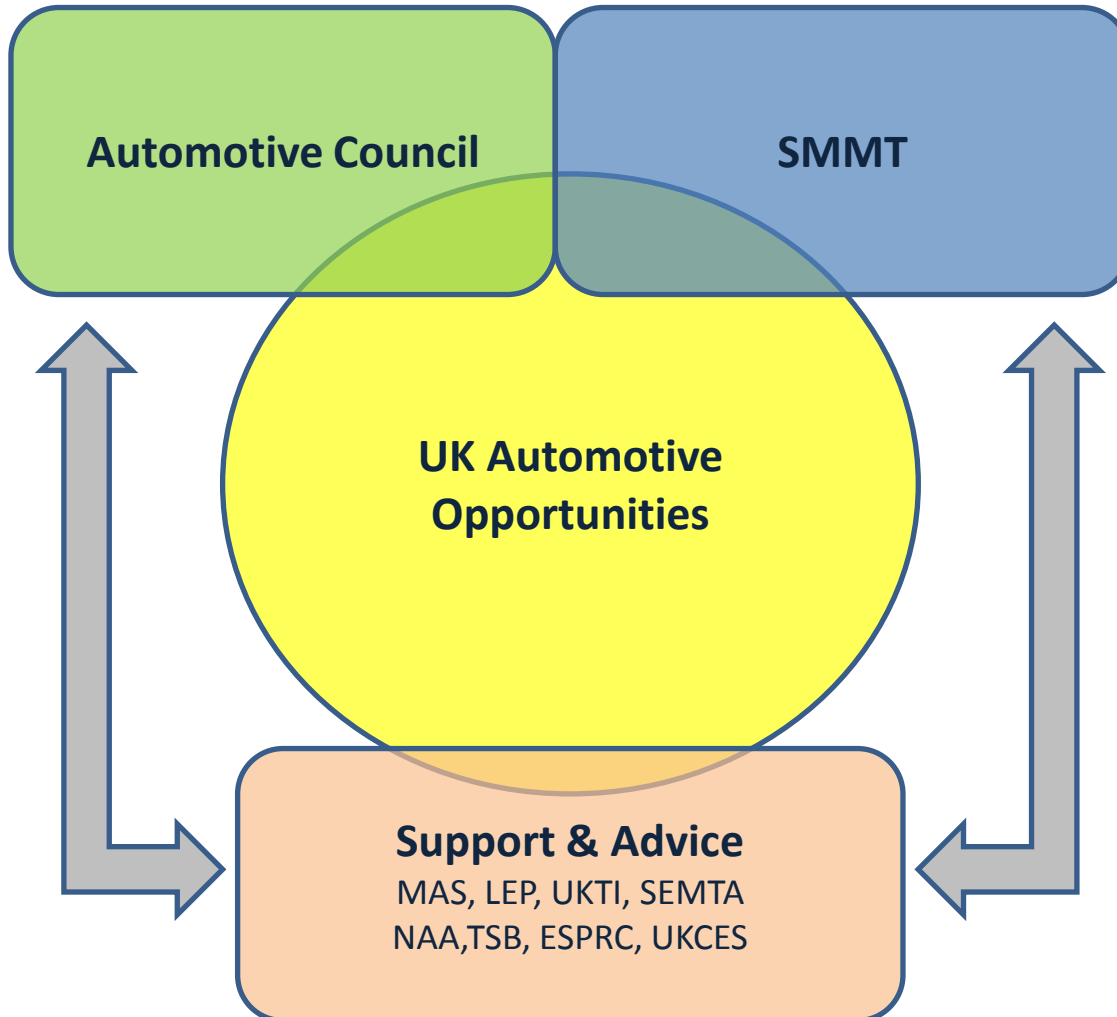 Automotive Council
SMMT
UK Automotive
Opportunities
Support & Advice
MAS, LEP, UKTI, SEMTA
NAA,TSB, ESPRC, UKCES